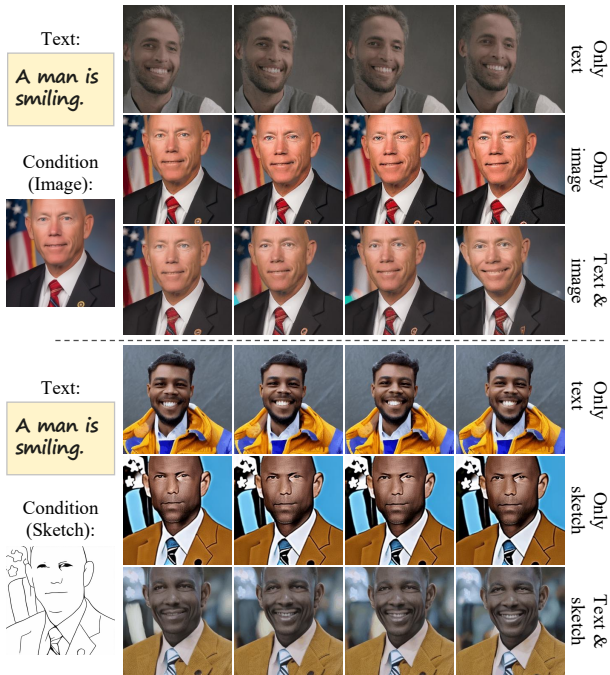 Text:
A man is
smiling.
Condition
(Image):
Only
text
Only
image
Text &
image
Text:
A man is
smiling.
Condition
(Sketch):
Only
text
Only
sketch
Text &
sketch